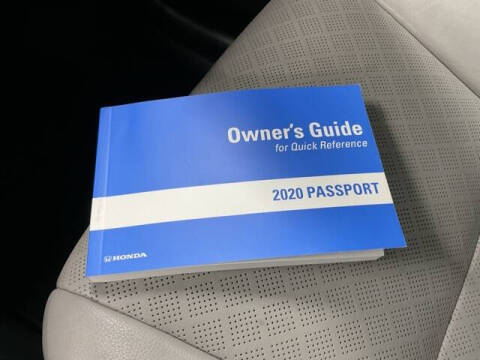 Owner's Guide
for Quick Reference
2020 PASSPORT
HONDA